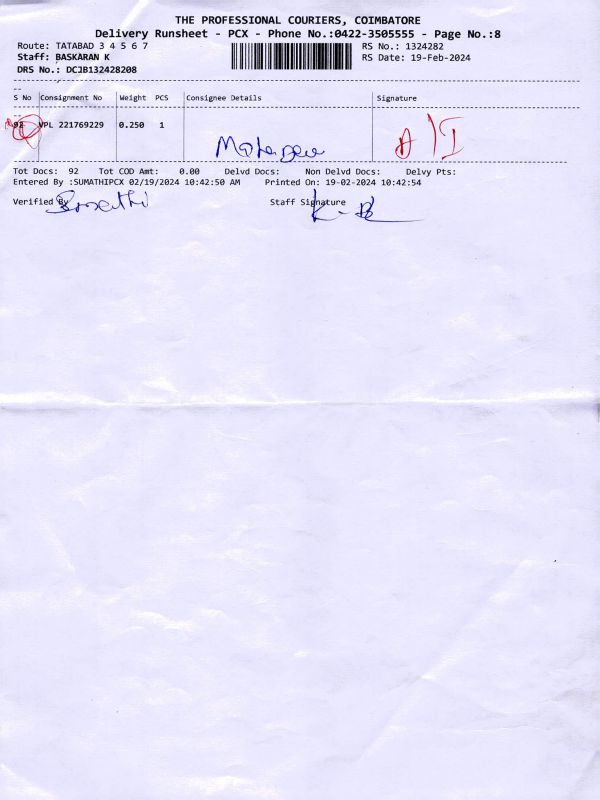 THE PROFESSIONAL COURIERS, COIMBATORE
Delivery Runsheet - PCX - Phone No.:0422-3505555 - Page No.:8
Route: TATABAD 3 4 5 6 7
RS No.: 1324282
Staff: BASKARAN K
RS Date: 19-Feb-2024
DRS No.: DCJB132428208
S No Consignment No Weight PCS Consignee Details Signature
92 VPL 221769229 0.250 1
Tot Docs: 92 Tot COD Amt: 0.00 Delvd Docs: Non Delvd Docs: Delvy Pts:
Entered By :SUMATHIPCX 02/19/2024 10:42:50 AM Printed On: 19-02-2024 10:42:54
Verified By Staff Signature